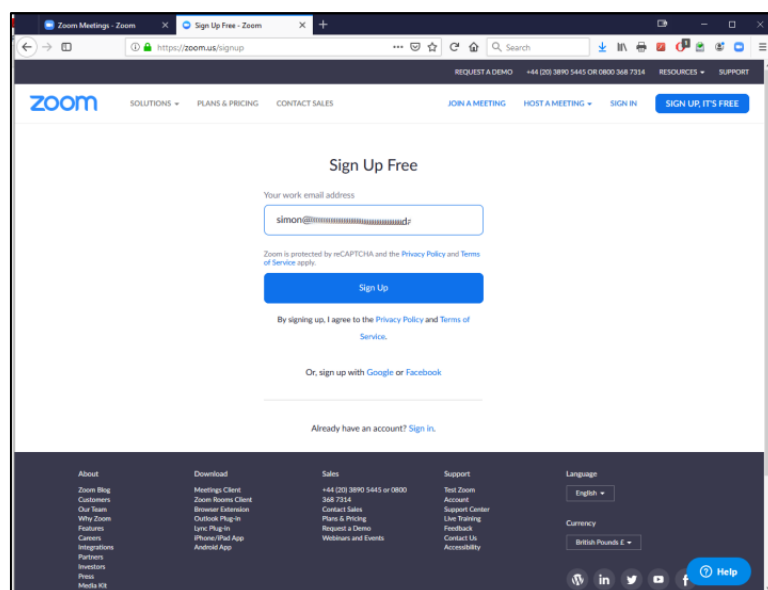 Zoom Meetings - Zoom
Sign Up Free - Zoom
https://zoom.us/signup
Search
REQUEST A DEMO +44 (20) 3890 5445 OR 0800 368 7314 RESOURCES SUPPORT
zoom SOLUTIONS PLANS & PRICING CONTACT SALES JOIN A MEETING HOST A MEETING SIGN IN SIGN UP, IT'S FREE
Sign Up Free
Your work email address
simon@
Zoom is protected by reCAPTCHA and the Privacy Policy and Terms
of Service apply.
Sign Up
By signing up, I agree to the Privacy Policy and Terms of
Service.
Or, sign up with Google or Facebook
Already have an account? Sign in.
About
Zoom Blog
Customers
Our Team
Why Zoom
Features
Careers
Integrations
Partners
Investors
Press
Media Kit
Download
Meetings Client
Zoom Rooms Client
Browser Extension
Outlook Plug-in
Lync Plug-in
iPhone/iPad App
Android App
Sales
+44 (20) 3890 5445 or 0800
368 7314
Contact Sales
Plans & Pricing
Request a Demo
Webinars and Events
Support
Test Zoom
Account
Support Center
Live Training
Feedback
Contact Us
Accessibility
Language
English
Currency
British Pounds £
Help